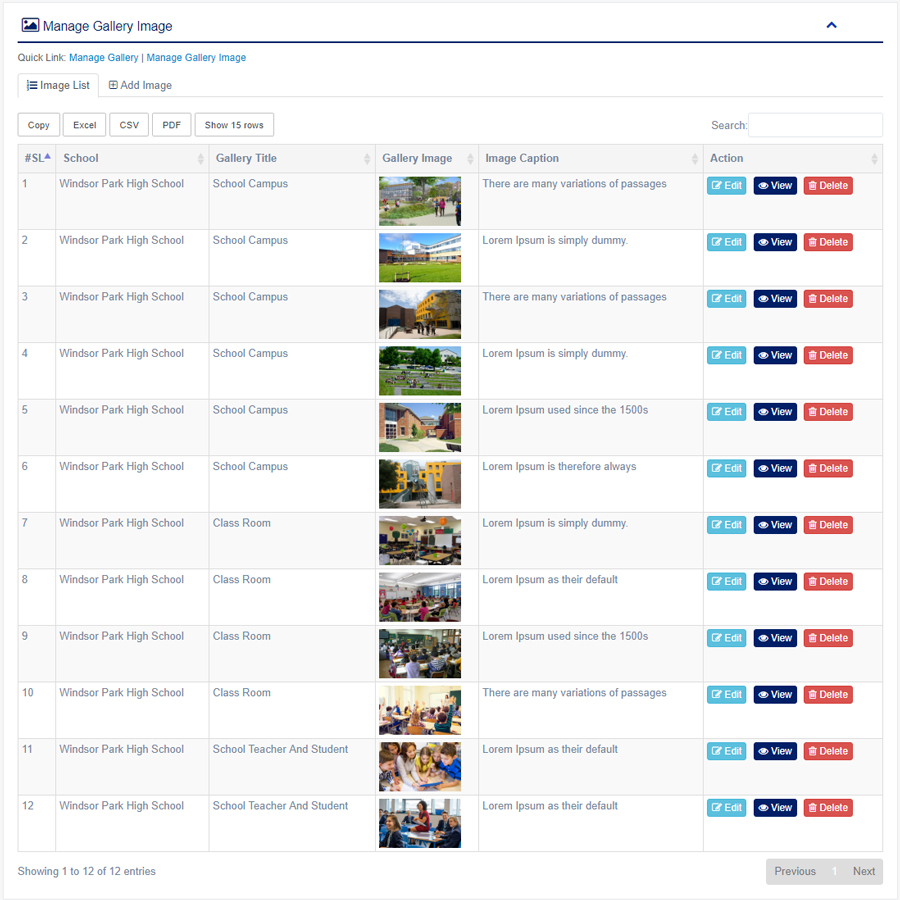 Manage Gallery Image
Quick Link: Manage Gallery | Manage Gallery Image
Image List Add Image
Copy Excel CSV PDF Show 15 rows Search:
#SL School Gallery Title Gallery Image Image Caption Action
1 Windsor Park High School School Campus There are many variations of passages Edit View Delete
2 Windsor Park High School School Campus Lorem Ipsum is simply dummy. Edit View Delete
3 Windsor Park High School School Campus There are many variations of passages Edit View Delete
4 Windsor Park High School School Campus Lorem Ipsum is simply dummy. Edit View Delete
5 Windsor Park High School School Campus Lorem Ipsum used since the 1500s Edit View Delete
6 Windsor Park High School School Campus Lorem Ipsum is therefore always Edit View Delete
7 Windsor Park High School Class Room Lorem Ipsum is simply dummy. Edit View Delete
8 Windsor Park High School Class Room Lorem Ipsum as their default Edit View Delete
9 Windsor Park High School Class Room Lorem Ipsum used since the 1500s Edit View Delete
10 Windsor Park High School Class Room There are many variations of passages Edit View Delete
11 Windsor Park High School School Teacher And Student Lorem Ipsum as their default Edit View Delete
12 Windsor Park High School School Teacher And Student Lorem Ipsum as their default Edit View Delete
Showing 1 to 12 of 12 entries Previous 1 Next